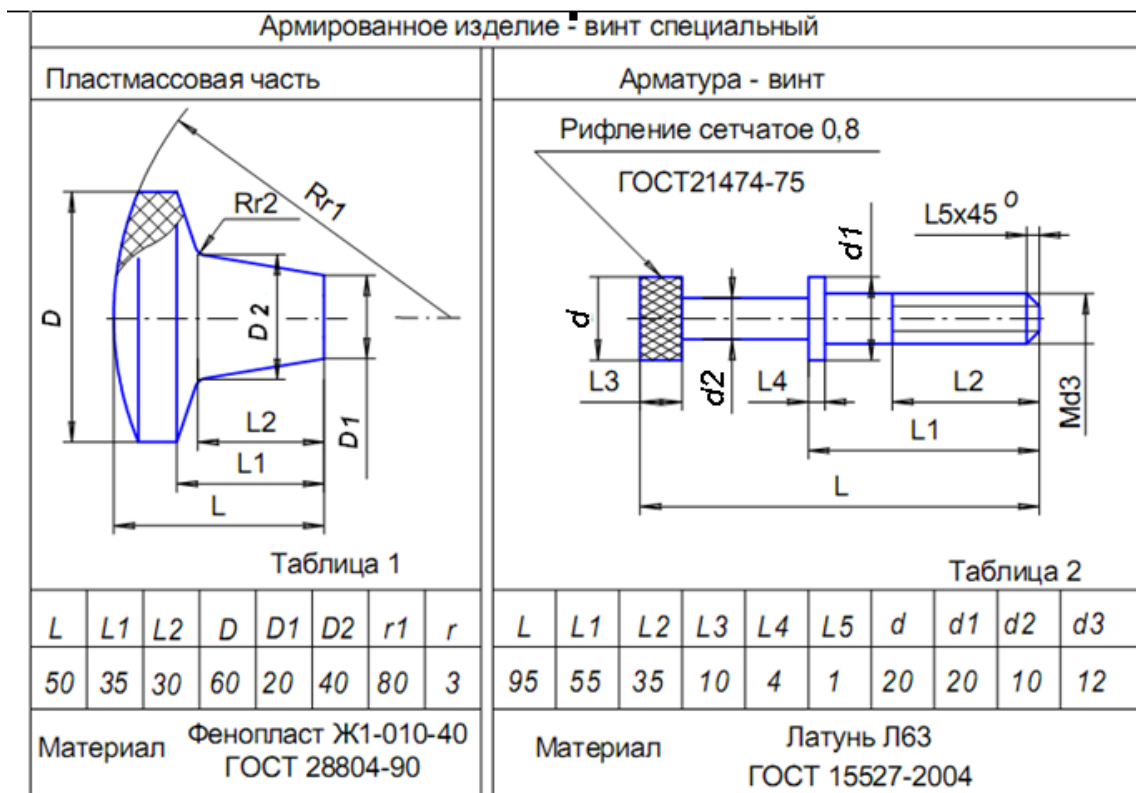 Армированное изделие - винт специальный
Пластмассовая часть
Арматура - винт
Rr1
Rr2
D
D2
D1
L2
L1
L
Рифление сетчатое 0,8
ГОСТ21474-75
L5x45 o
d1
d
L3
d2
L4
L2
Md3
L1
L
Таблица 1
L L1 L2 D D1 D2 r1 r
50 35 30 60 20 40 80 3
Материал Фенопласт Ж1-010-40
ГОСТ 28804-90
Таблица 2
L L1 L2 L3 L4 L5 d d1 d2 d3
95 55 35 10 4 1 20 20 10 12
Материал Латунь Л63
ГОСТ 15527-2004